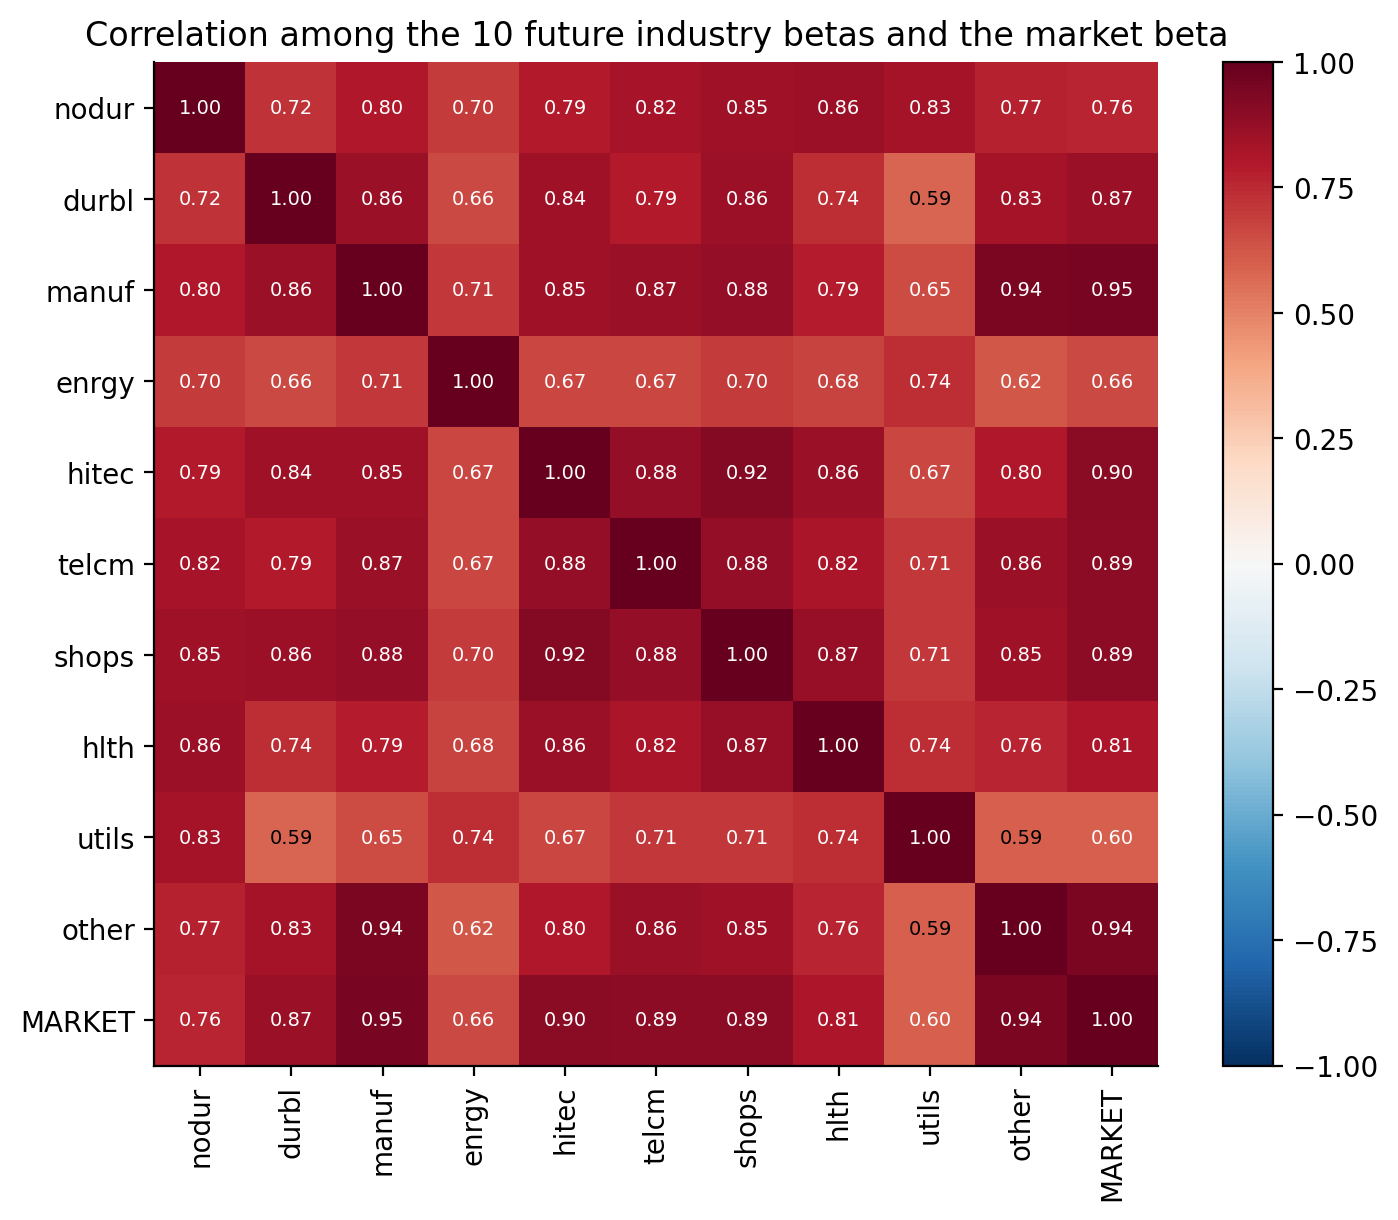 Correlation among the 10 future industry betas and the market beta
nodur 1.00 0.72 0.80 0.70 0.79 0.82 0.85 0.86 0.83 0.77 0.76
durbl 0.72 1.00 0.86 0.66 0.84 0.79 0.86 0.74 0.59 0.83 0.87
manuf 0.80 0.86 1.00 0.71 0.85 0.87 0.88 0.79 0.65 0.94 0.95
enrgy 0.70 0.66 0.71 1.00 0.67 0.67 0.70 0.68 0.74 0.62 0.66
hitec 0.79 0.84 0.85 0.67 1.00 0.88 0.92 0.86 0.67 0.80 0.90
telcm 0.82 0.79 0.87 0.67 0.88 1.00 0.88 0.82 0.71 0.86 0.89
shops 0.85 0.86 0.88 0.70 0.92 0.88 1.00 0.87 0.71 0.85 0.89
hlth 0.86 0.74 0.79 0.68 0.86 0.82 0.87 1.00 0.74 0.76 0.81
utils 0.83 0.59 0.65 0.74 0.67 0.71 0.71 0.74 1.00 0.59 0.60
other 0.77 0.83 0.94 0.62 0.80 0.86 0.85 0.76 0.59 1.00 0.94
MARKET 0.76 0.87 0.95 0.66 0.90 0.89 0.89 0.81 0.60 0.94 1.00
nodur durbl manuf enrgy hitec telcm shops hlth utils other MARKET
1.00
0.75
0.50
0.25
0.00
−0.25
−0.50
−0.75
−1.00